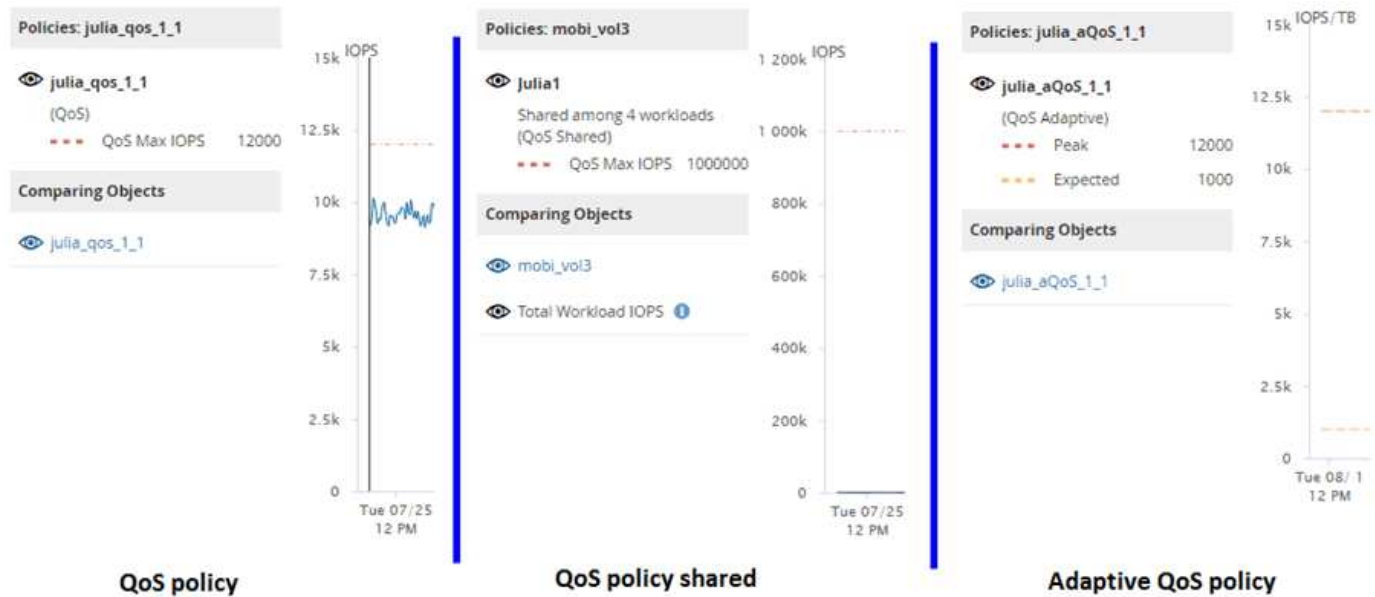 Policies: julia_qos_1_1
julia_qos_1_1
(QoS)
QoS Max IOPS 12000
Comparing Objects
julia_qos_1_1
IOPS
15k
12.5k
10k
7.5k
5k
2.5k
0
Tue 07/25
12 PM
QoS policy
Policies: mobi_vol3
Julia1
Shared among 4 workloads
(QoS Shared)
QoS Max IOPS 1000000
Comparing Objects
mobi_vol3
Total Workload IOPS
IOPS
1 200k
1 000k
800k
600k
400k
200k
0
Tue 07/25
12 PM
QoS policy shared
Policies: julia_aQoS_1_1
julia_aQoS_1_1
(QoS Adaptive)
Peak 12000
Expected 1000
Comparing Objects
julia_aQoS_1_1
IOPS/TB
15k
12.5k
10k
7.5k
5k
2.5k
0
Tue 08/ 1
12 PM
Adaptive QoS policy